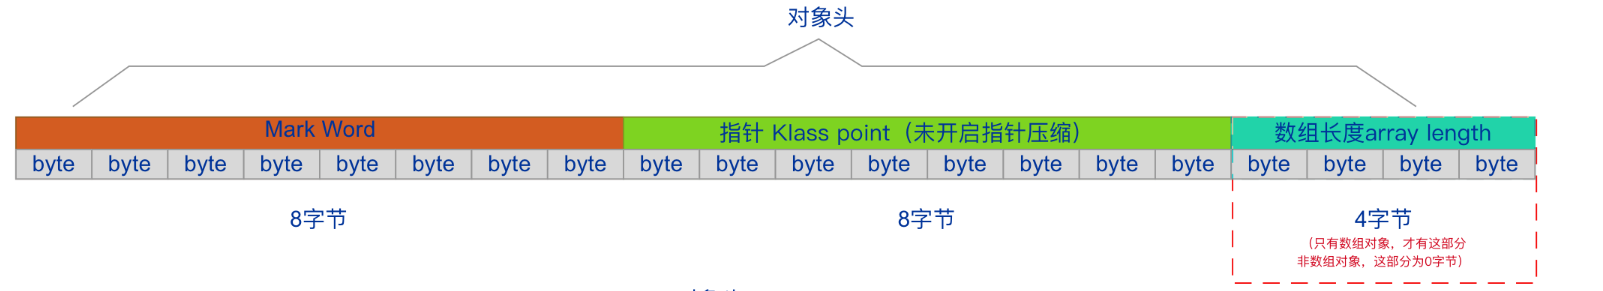 对象头
Mark Word
指针 Klass point（未开启指针压缩）
数组长度array length
byte byte byte byte byte byte byte byte byte byte byte byte byte byte byte byte byte byte byte byte
8字节
8字节
4字节
（只有数组对象，才有这部分
非数组对象，这部分为0字节）